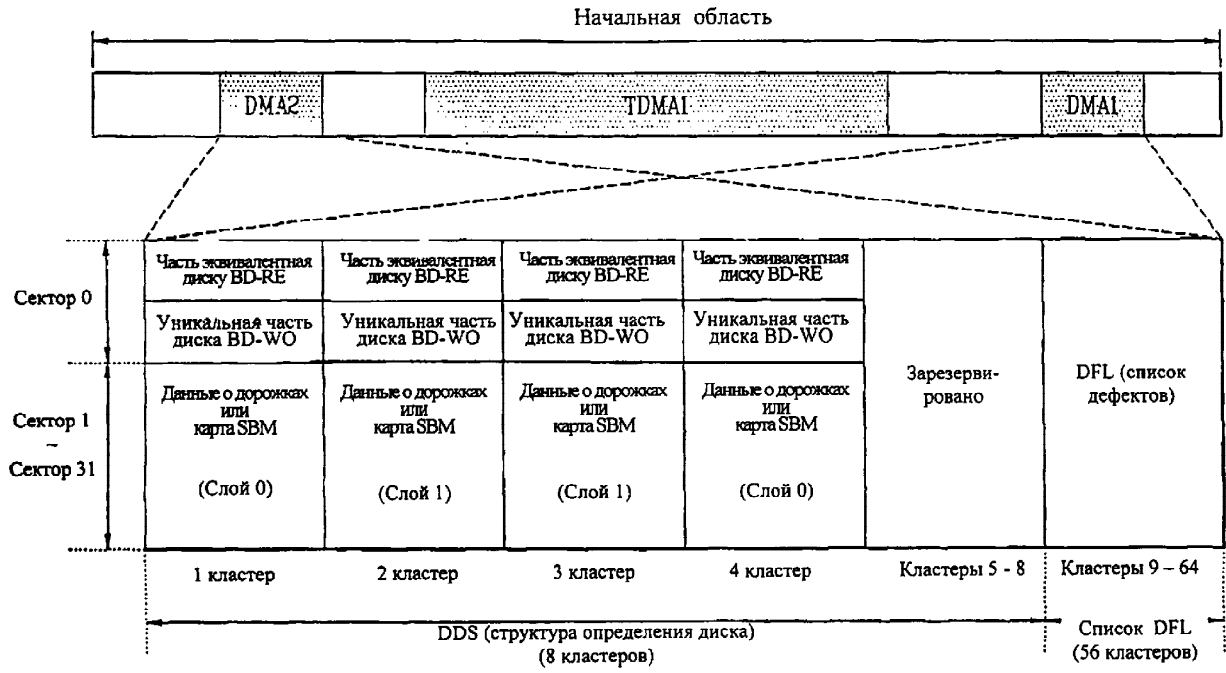 Начальная область
DMA2
TDMA1
DMA1
Сектор 0
Часть эквивалентная
диску BD-RE
Часть эквивалентная
диску BD-RE
Часть эквивалентная
диску BD-RE
Часть эквивалентная
диску BD-RE
Уникальная часть
диска BD-WO
Уникальная часть
диска BD-WO
Уникальная часть
диска BD-WO
Уникальная часть
диска BD-WO
Сектор 1
~
Сектор 31
Данные о дорожках
или
карта SBM
(Слой 0)
Данные о дорожках
или
карта SBM
(Слой 1)
Данные о дорожках
или
карта SBM
(Слой 1)
Данные о дорожках
или
карта SBM
(Слой 0)
Зарезерви-
ровано
DFL (список
дефектов)
1 кластер
2 кластер
3 кластер
4 кластер
Кластеры 5 - 8
Кластеры 9 – 64
DDS (структура определения диска)
(8 кластеров)
Список DFL
(56 кластеров)